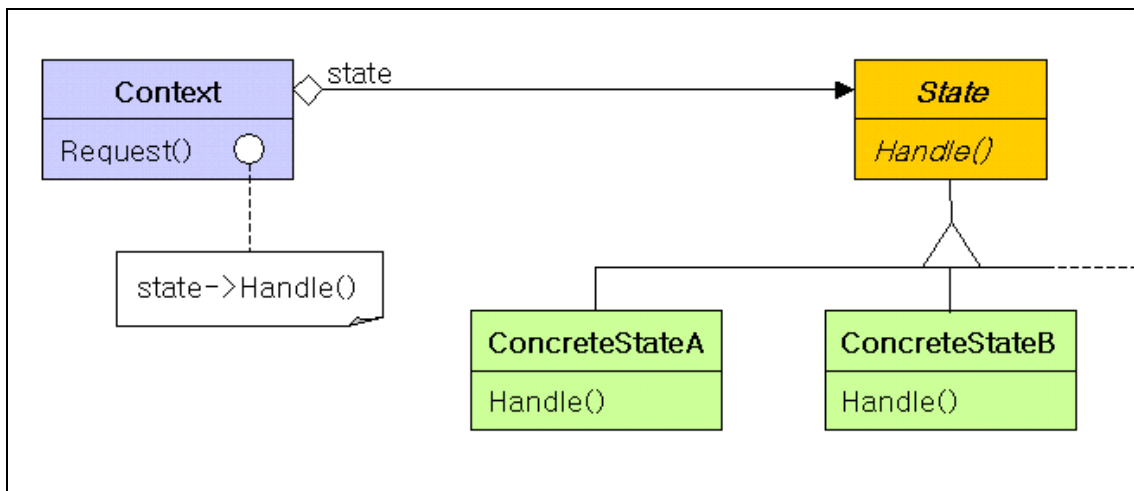 state
Context
State
Request()
Handle()
state->Handle()
ConcreteStateA
ConcreteStateB
Handle()
Handle()